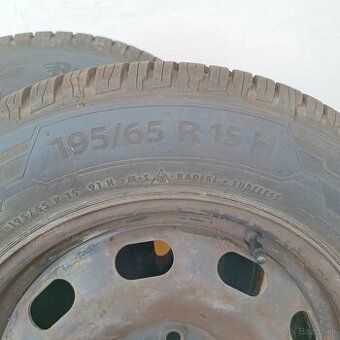 195/65 R 15 H
195/65 R 15 91 H M+S RADIAL TUBELESS